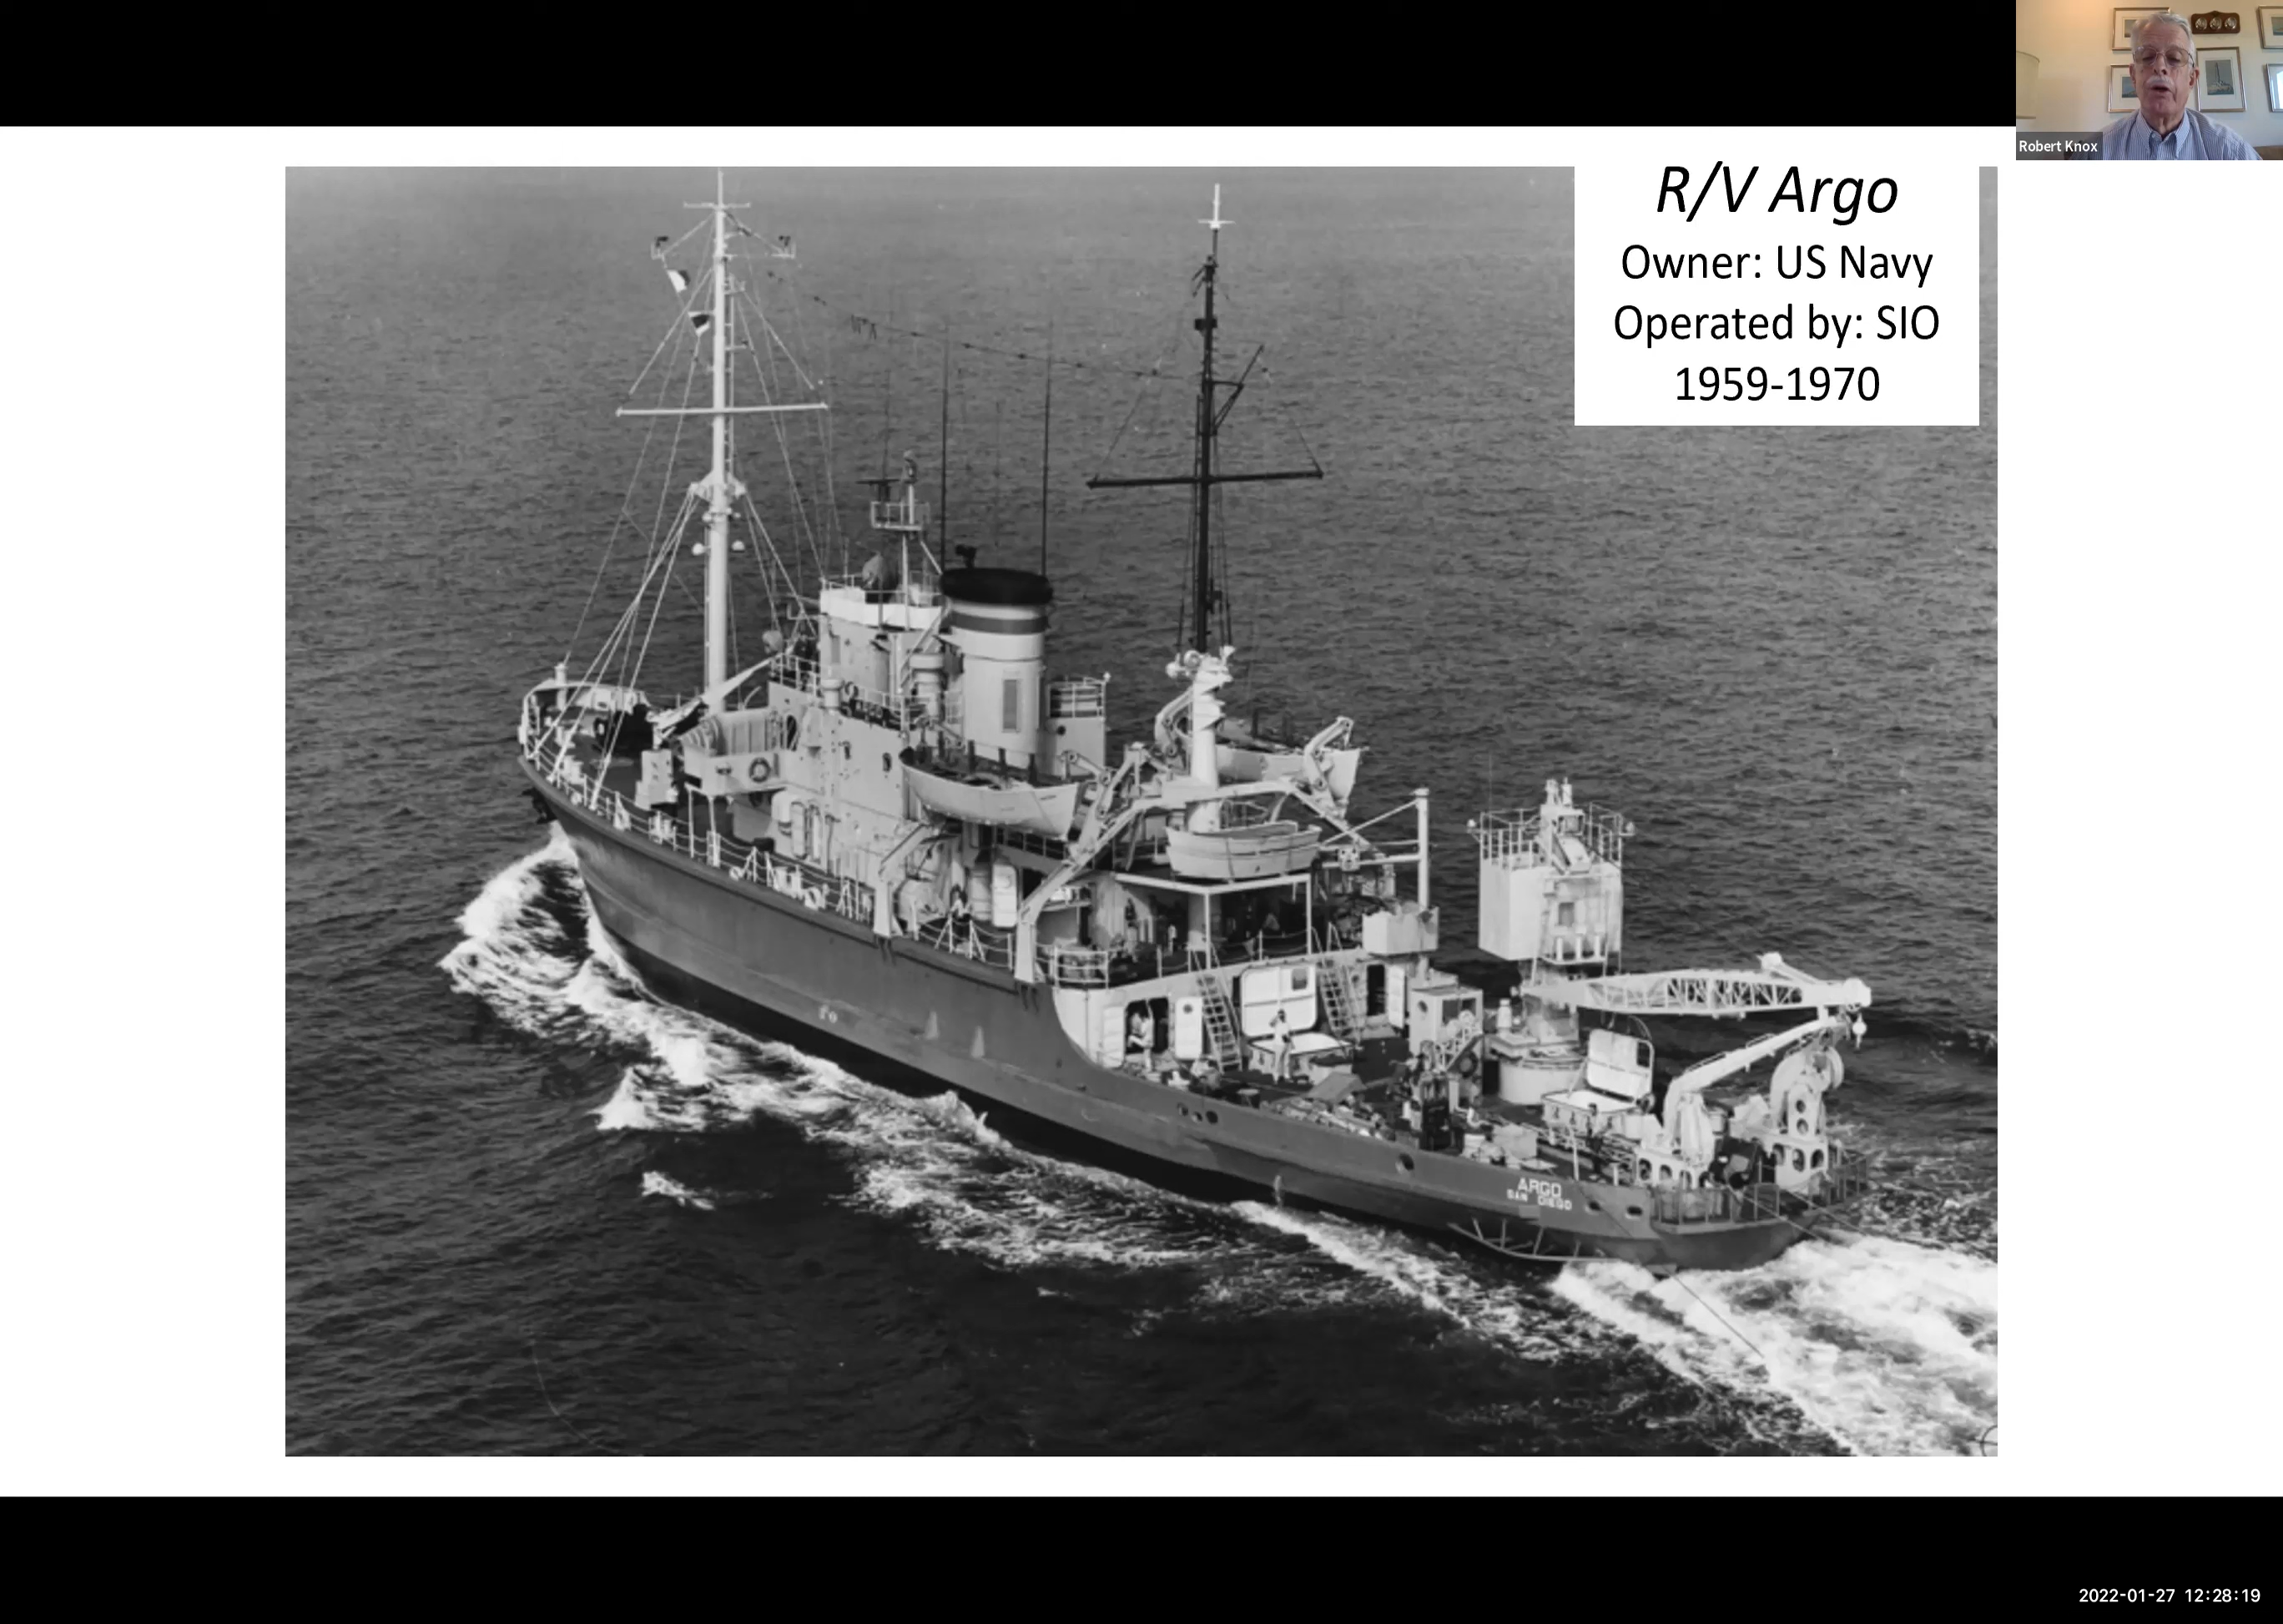 R/V Argo
Owner: US Navy
Operated by: SIO
1959-1970
Robert Knox
ARGO
SAN DIEGO
2022-01-27 12:28:19